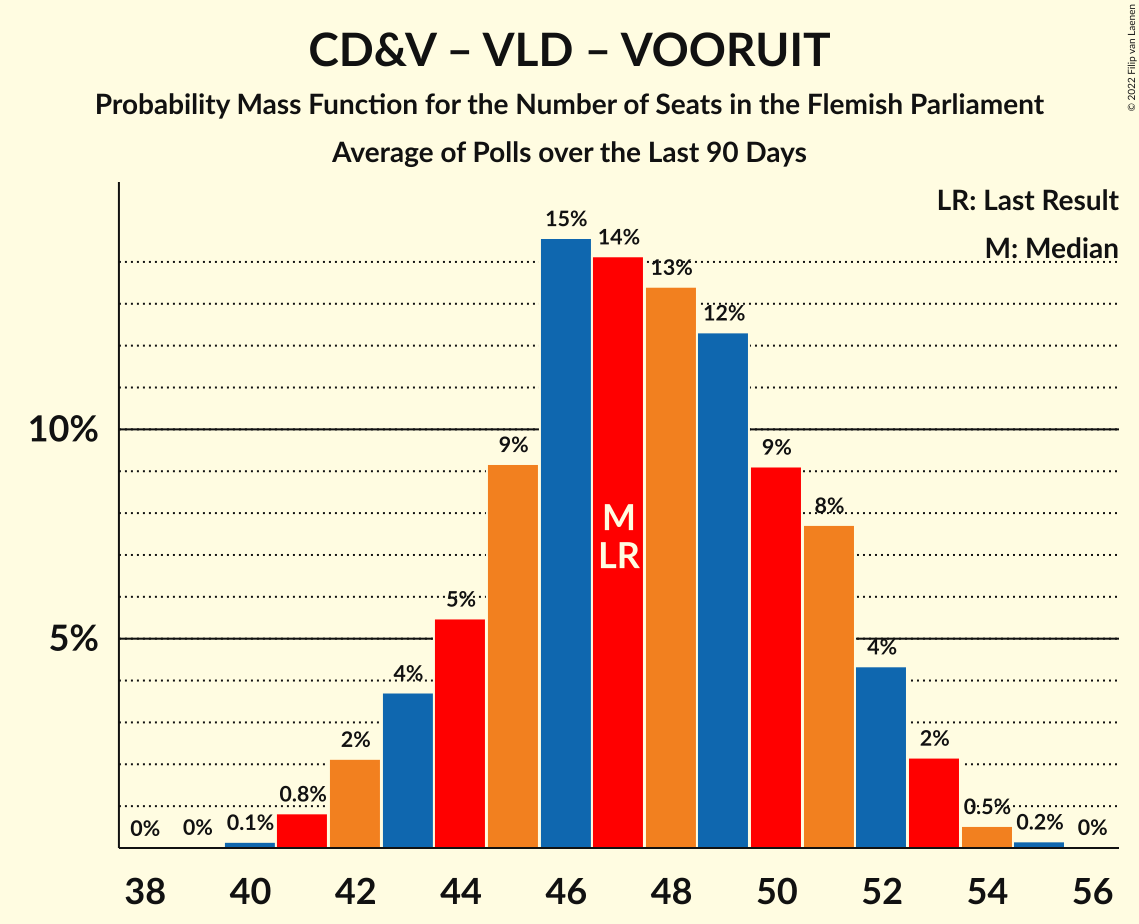 CD&V – VLD – VOORUIT
Probability Mass Function for the Number of Seats in the Flemish Parliament
Average of Polls over the Last 90 Days
© 2022 Filip van Laenen
LR: Last Result
M: Median
10%
5%
0%
0%
0.1%
0.8%
2%
4%
5%
9%
15%
14%
13%
12%
9%
8%
4%
2%
0.5%
0.2%
0%
M
LR
38 40 42 44 46 48 50 52 54 56